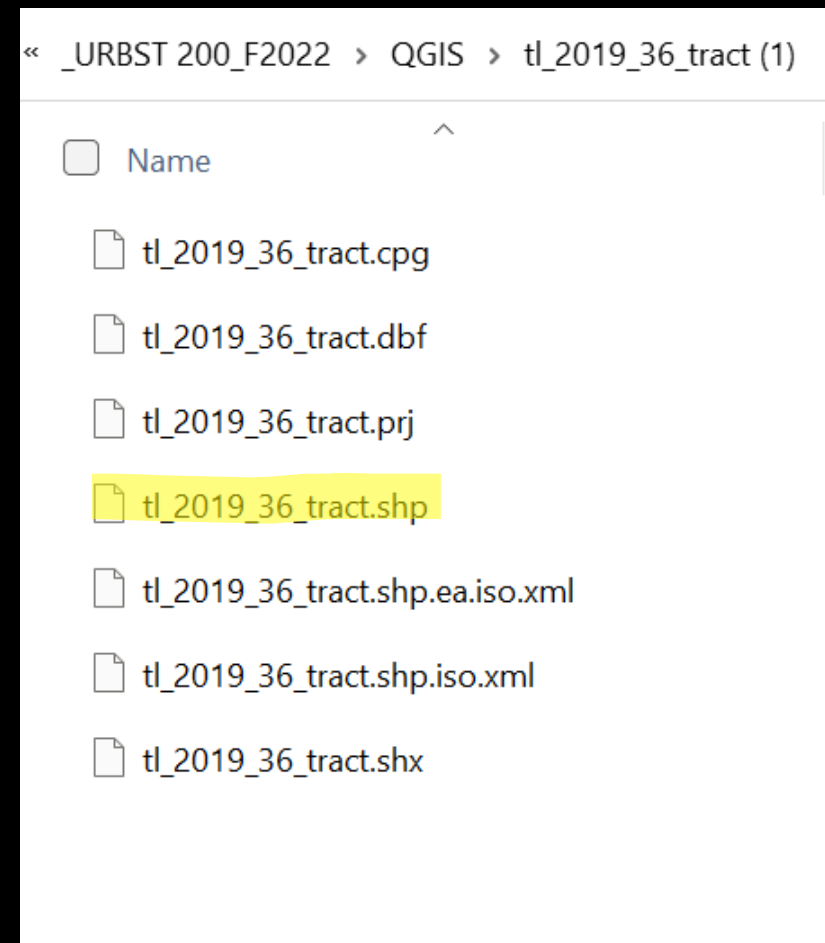 « _URBST 200_F2022 > QGIS > tl_2019_36_tract (1)
Name
tl_2019_36_tract.cpg
tl_2019_36_tract.dbf
tl_2019_36_tract.prj
tl_2019_36_tract.shp
tl_2019_36_tract.shp.ea.iso.xml
tl_2019_36_tract.shp.iso.xml
tl_2019_36_tract.shx